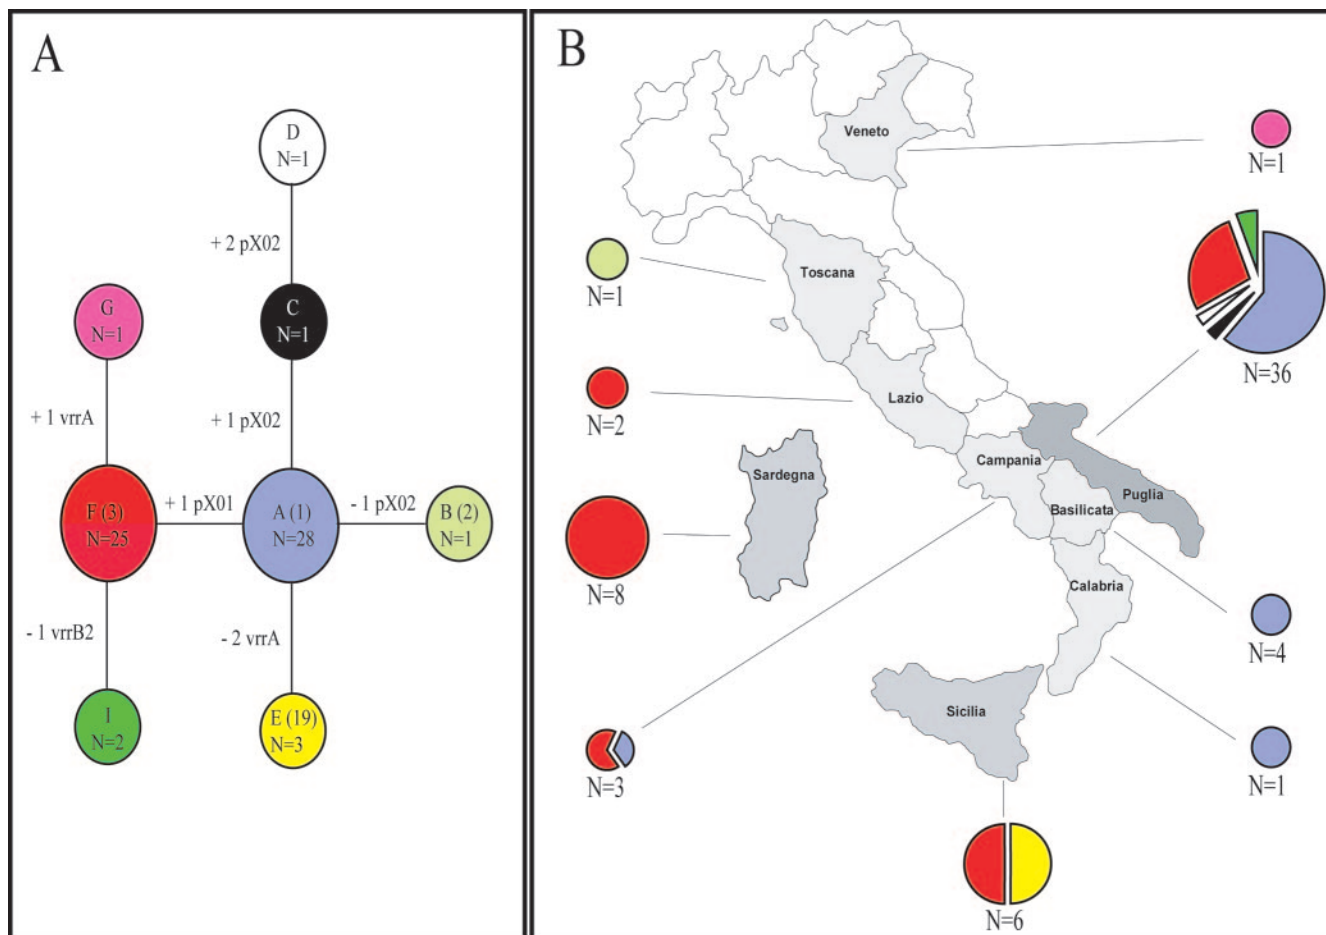 A
D
N=1
+ 2 pX02
G
N=1
C
N=1
+ 1 vrrA
+ 1 pX02
F (3)
N=25
+ 1 pX01
A (1)
N=28
- 1 pX02
B (2)
N=1
- 1 vrrB2
- 2 vrrA
I
N=2
E (19)
N=3
B
Veneto
N=1
N=1
Toscana
N=36
N=2
Lazio
Sardegna
Campania
Puglia
Basilicata
N=8
Calabria
N=4
Sicilia
N=3
N=1
N=6